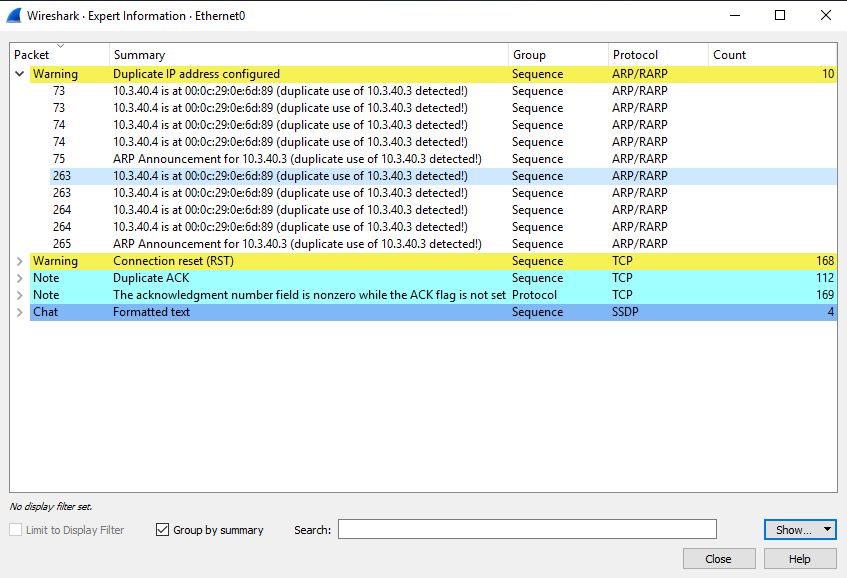 Wireshark · Expert Information · Ethernet0
Packet Summary Group Protocol Count
Warning Duplicate IP address configured Sequence ARP/RARP 10
73 10.3.40.4 is at 00:0c:29:0e:6d:89 (duplicate use of 10.3.40.3 detected!) Sequence ARP/RARP
73 10.3.40.4 is at 00:0c:29:0e:6d:89 (duplicate use of 10.3.40.3 detected!) Sequence ARP/RARP
74 10.3.40.4 is at 00:0c:29:0e:6d:89 (duplicate use of 10.3.40.3 detected!) Sequence ARP/RARP
74 10.3.40.4 is at 00:0c:29:0e:6d:89 (duplicate use of 10.3.40.3 detected!) Sequence ARP/RARP
75 ARP Announcement for 10.3.40.3 (duplicate use of 10.3.40.3 detected!) Sequence ARP/RARP
263 10.3.40.4 is at 00:0c:29:0e:6d:89 (duplicate use of 10.3.40.3 detected!) Sequence ARP/RARP
263 10.3.40.4 is at 00:0c:29:0e:6d:89 (duplicate use of 10.3.40.3 detected!) Sequence ARP/RARP
264 10.3.40.4 is at 00:0c:29:0e:6d:89 (duplicate use of 10.3.40.3 detected!) Sequence ARP/RARP
264 10.3.40.4 is at 00:0c:29:0e:6d:89 (duplicate use of 10.3.40.3 detected!) Sequence ARP/RARP
265 ARP Announcement for 10.3.40.3 (duplicate use of 10.3.40.3 detected!) Sequence ARP/RARP
Warning Connection reset (RST) Sequence TCP 168
Note Duplicate ACK Sequence TCP 112
Note The acknowledgment number field is nonzero while the ACK flag is not set Protocol TCP 169
Chat Formatted text Sequence SSDP 4
No display filter set.
Limit to Display Filter Group by summary Search: Show...
Close Help